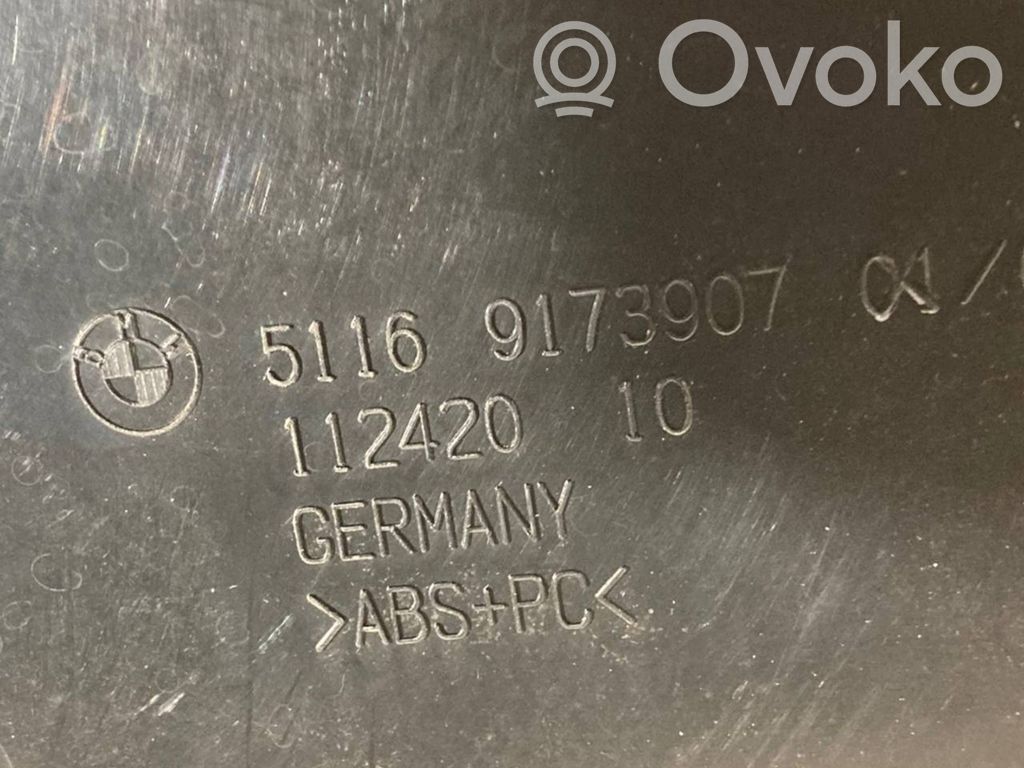 Ovoko
5116 9173907
112420 10
GERMANY
>ABS+PC<